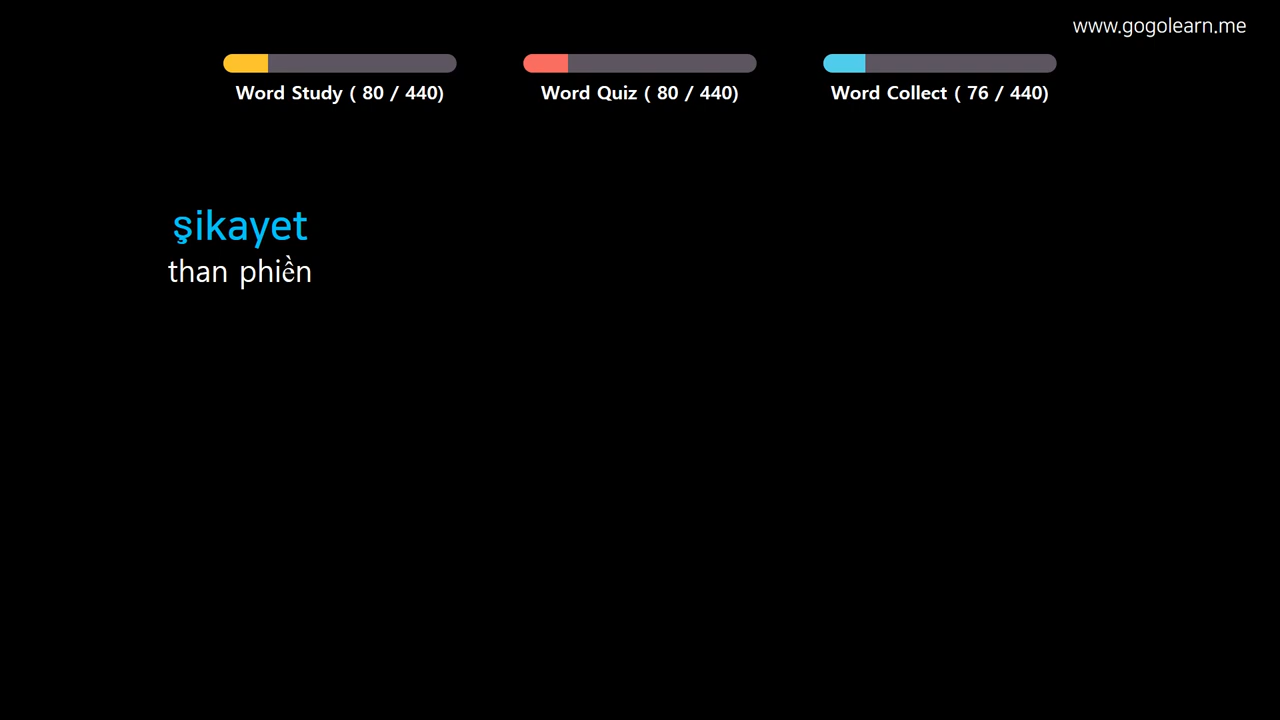 www.gogolearn.me
Word Study ( 80 / 440)
Word Quiz ( 80 / 440)
Word Collect ( 76 / 440)
şikayet
than phiền